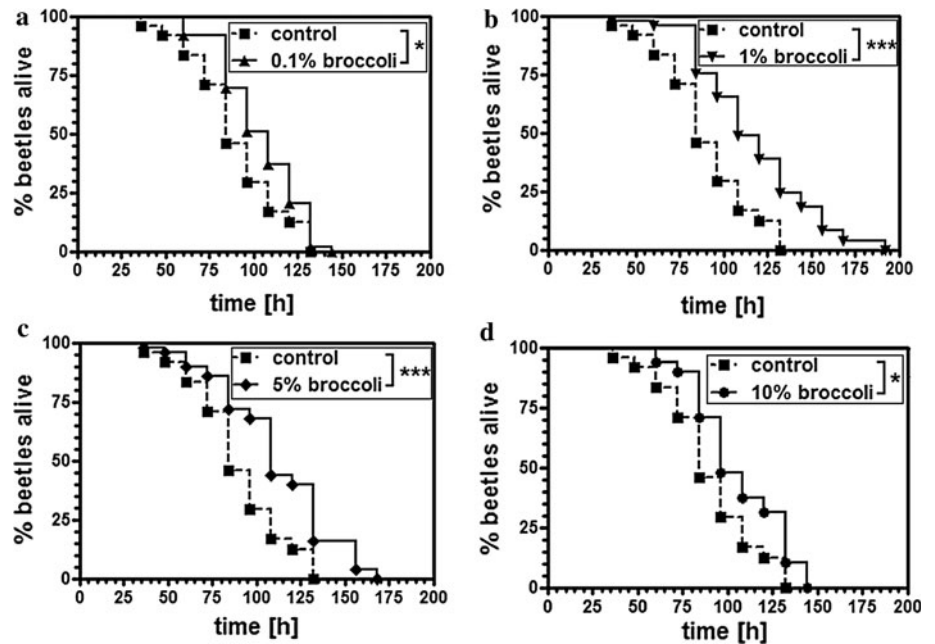 a
100
75
50
25
0
% beetles alive
control
0.1% broccoli
*
0 25 50 75 100 125 150 175 200
time [h]
b
100
75
50
25
0
% beetles alive
control
1% broccoli
***
0 25 50 75 100 125 150 175 200
time [h]
c
100
75
50
25
0
% beetles alive
control
5% broccoli
***
0 25 50 75 100 125 150 175 200
time [h]
d
100
75
50
25
0
% beetles alive
control
10% broccoli
*
0 25 50 75 100 125 150 175 200
time [h]